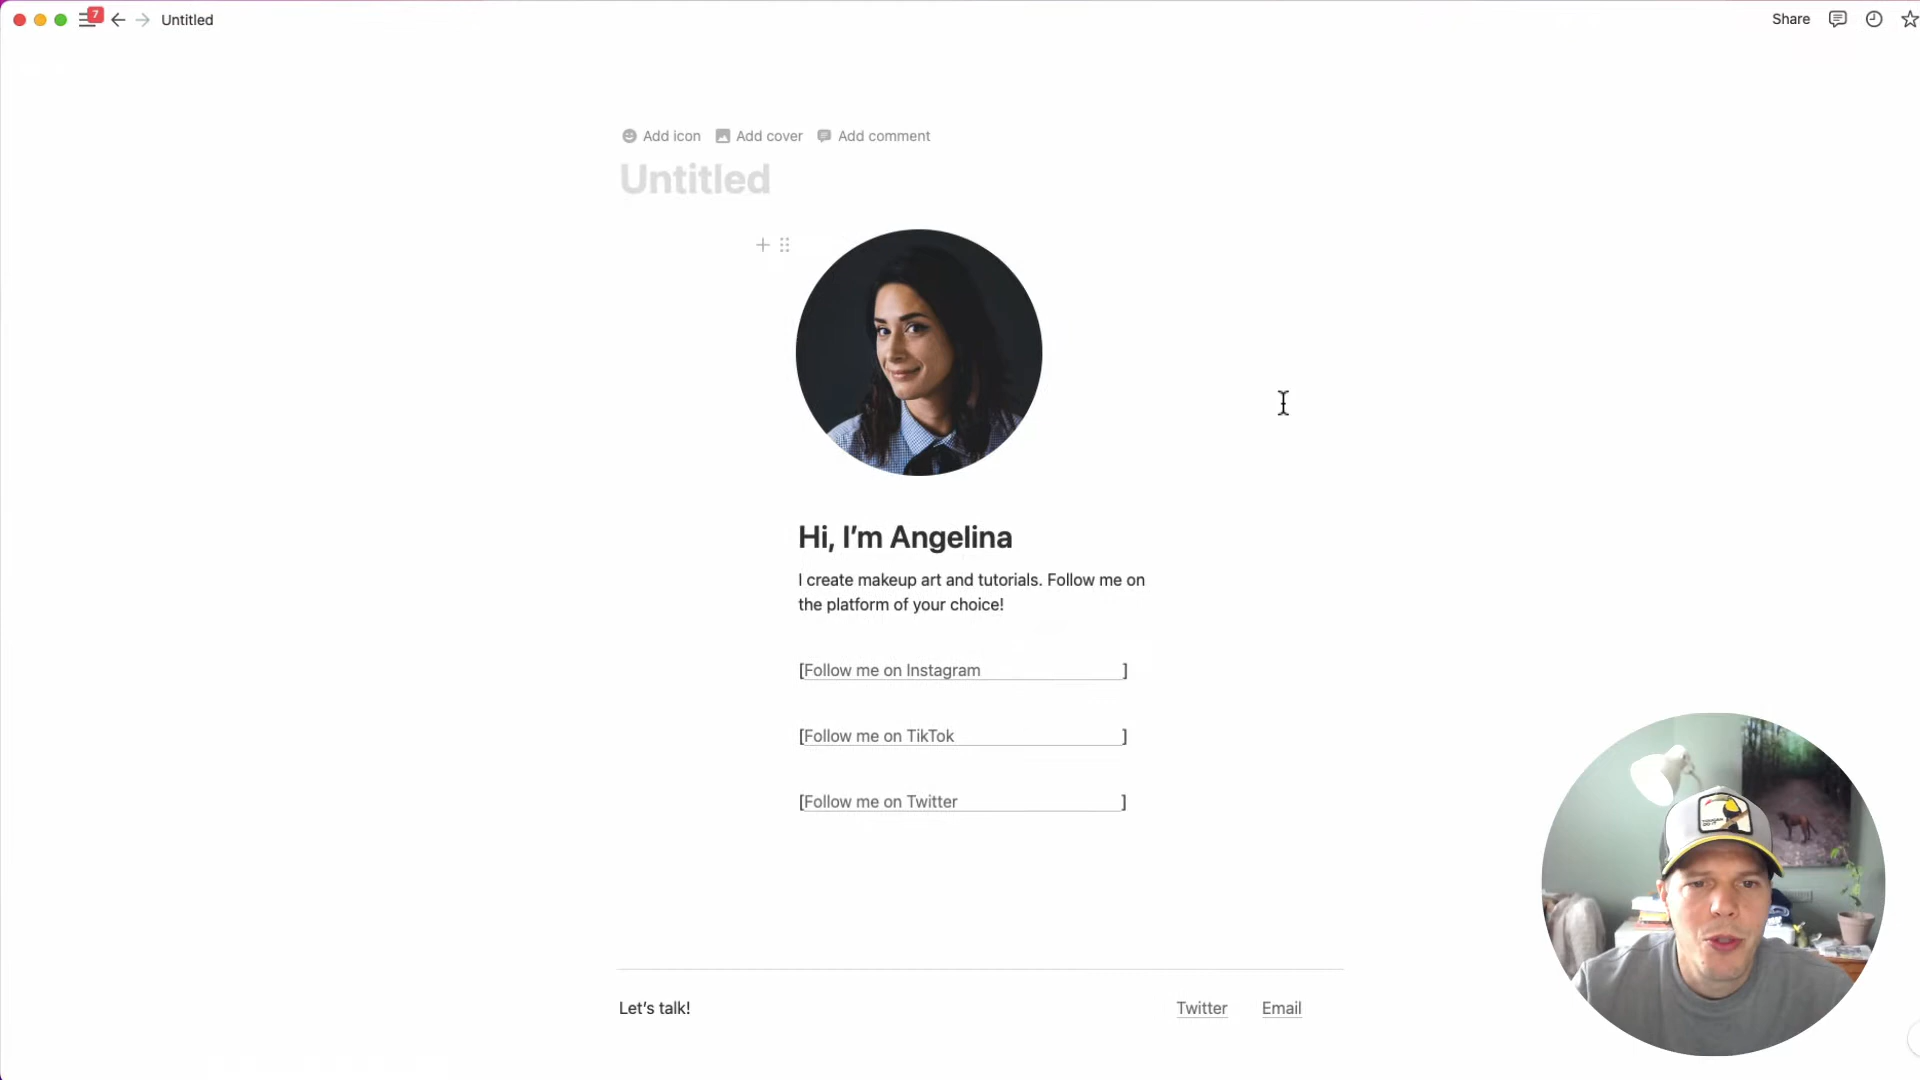 7
Untitled
Share
Add icon Add cover Add comment
Untitled
Hi, I’m Angelina
I create makeup art and tutorials. Follow me on
the platform of your choice!
[Follow me on Instagram ]
[Follow me on TikTok ]
[Follow me on Twitter ]
Let’s talk! Twitter Email